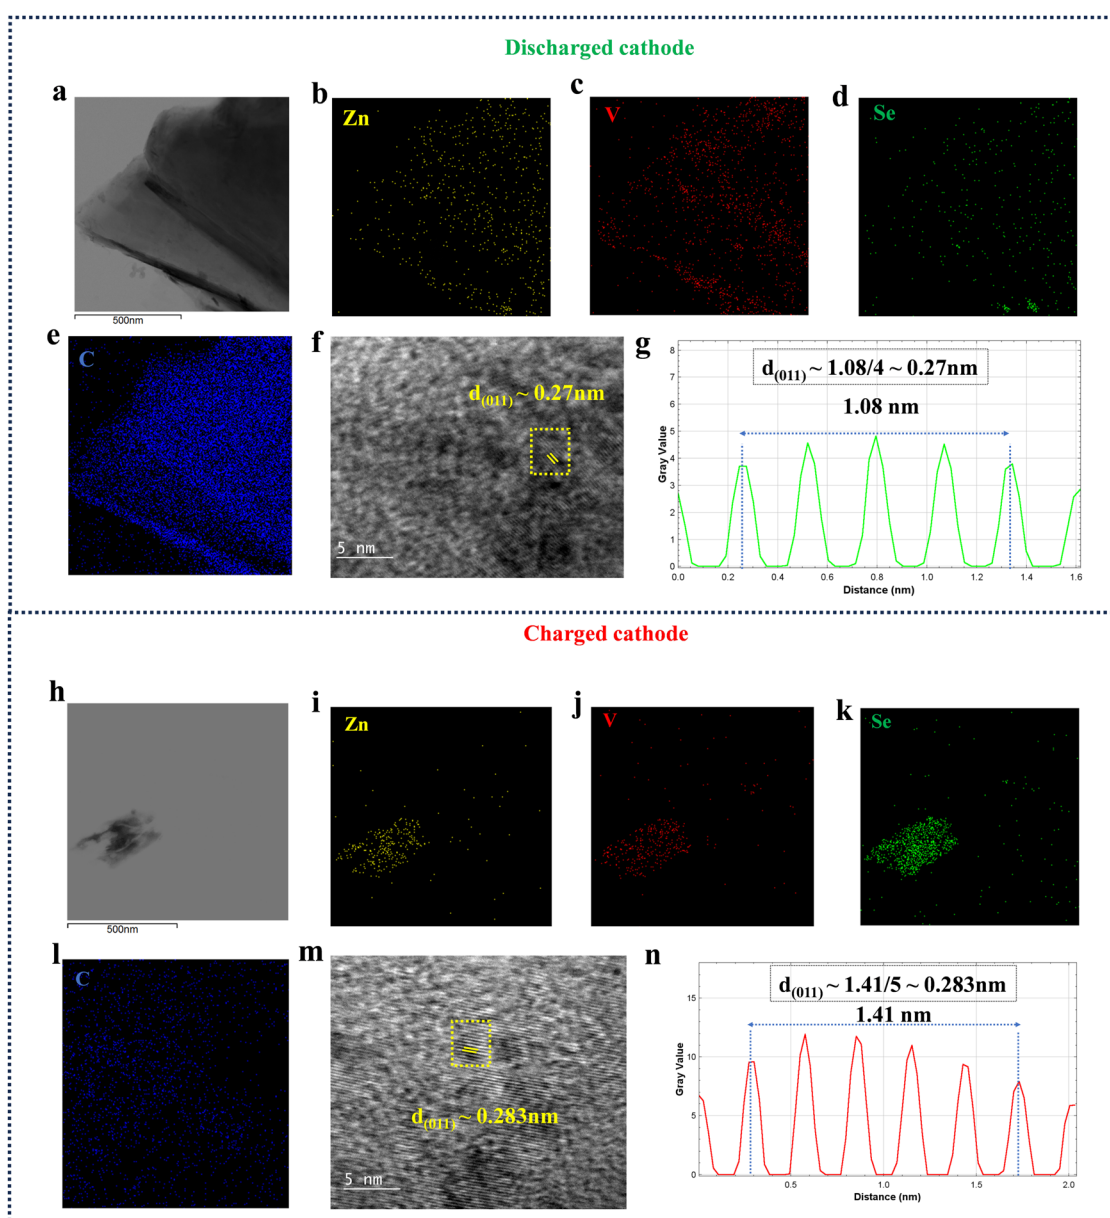 Discharged cathode
a
b
c
d
Zn
V
Se
500nm
e
f
g
C
d(011) ~ 0.27nm
5 nm
d(011) ~ 1.08/4 ~ 0.27nm
1.08 nm
Gray Value
8
7
6
5
4
3
2
1
0
0.0 0.2 0.4 0.6 0.8 1.0 1.2 1.4 1.6
Distance (nm)
Charged cathode
h
i
j
k
Zn
V
Se
500nm
l
m
n
C
d(011) ~ 0.283nm
5 nm
d(011) ~ 1.41/5 ~ 0.283nm
1.41 nm
Gray Value
15
10
5
0
0.5 1.0 1.5 2.0
Distance (nm)